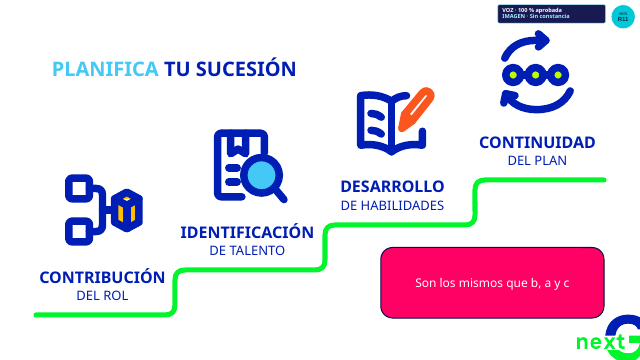 VOZ · 100 % aprobada
IMAGEN · Sin constancia
R11
PLANIFICA TU SUCESIÓN
CONTINUIDAD
DEL PLAN
DESARROLLO
DE HABILIDADES
IDENTIFICACIÓN
DE TALENTO
CONTRIBUCIÓN
DEL ROL
Son los mismos que b, a y c
next